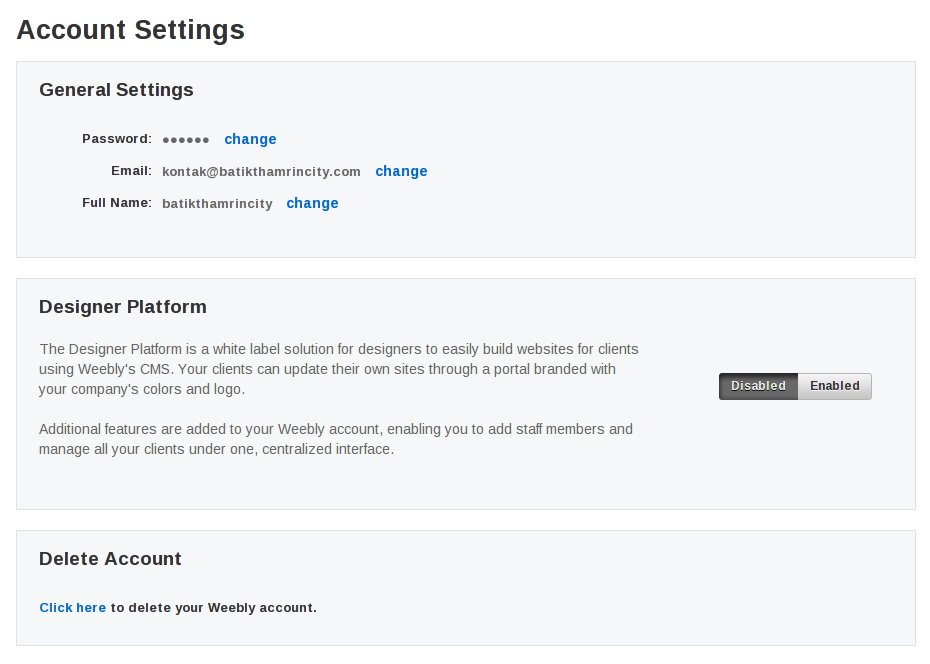 Account Settings
General Settings
Password: ●●●●●● change
Email: kontak@batikthamrincity.com change
Full Name: batikthamrincity change
Designer Platform
The Designer Platform is a white label solution for designers to easily build websites for clients
using Weebly's CMS. Your clients can update their own sites through a portal branded with
your company's colors and logo.
Disabled Enabled
Additional features are added to your Weebly account, enabling you to add staff members and
manage all your clients under one, centralized interface.
Delete Account
Click here to delete your Weebly account.